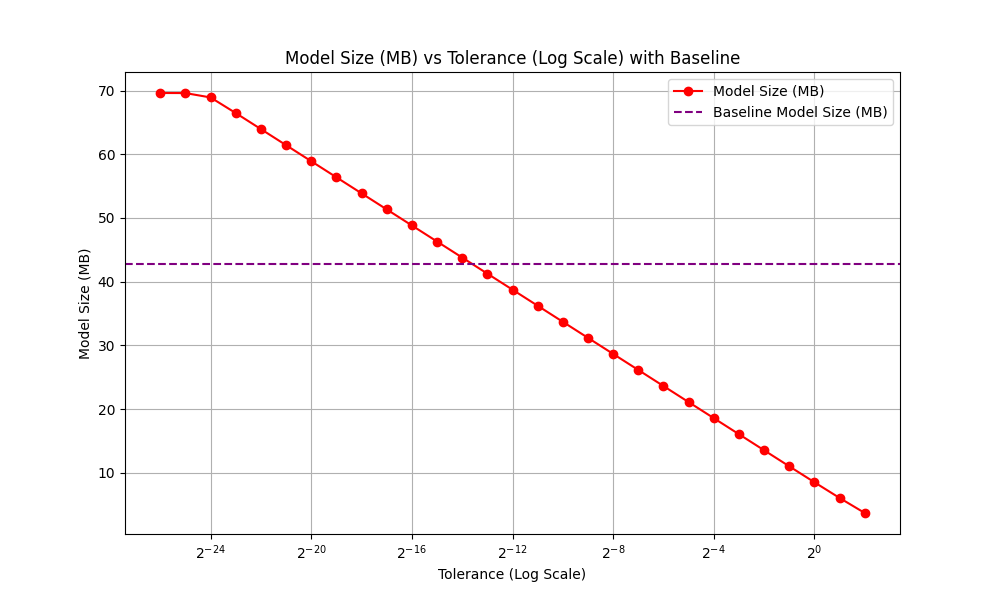 Model Size (MB) vs Tolerance (Log Scale) with Baseline
Model Size (MB)
Baseline Model Size (MB)
Model Size (MB)
70
60
50
40
30
20
10
2⁻²⁴ 2⁻²⁰ 2⁻¹⁶ 2⁻¹² 2⁻⁸ 2⁻⁴ 2⁰
Tolerance (Log Scale)